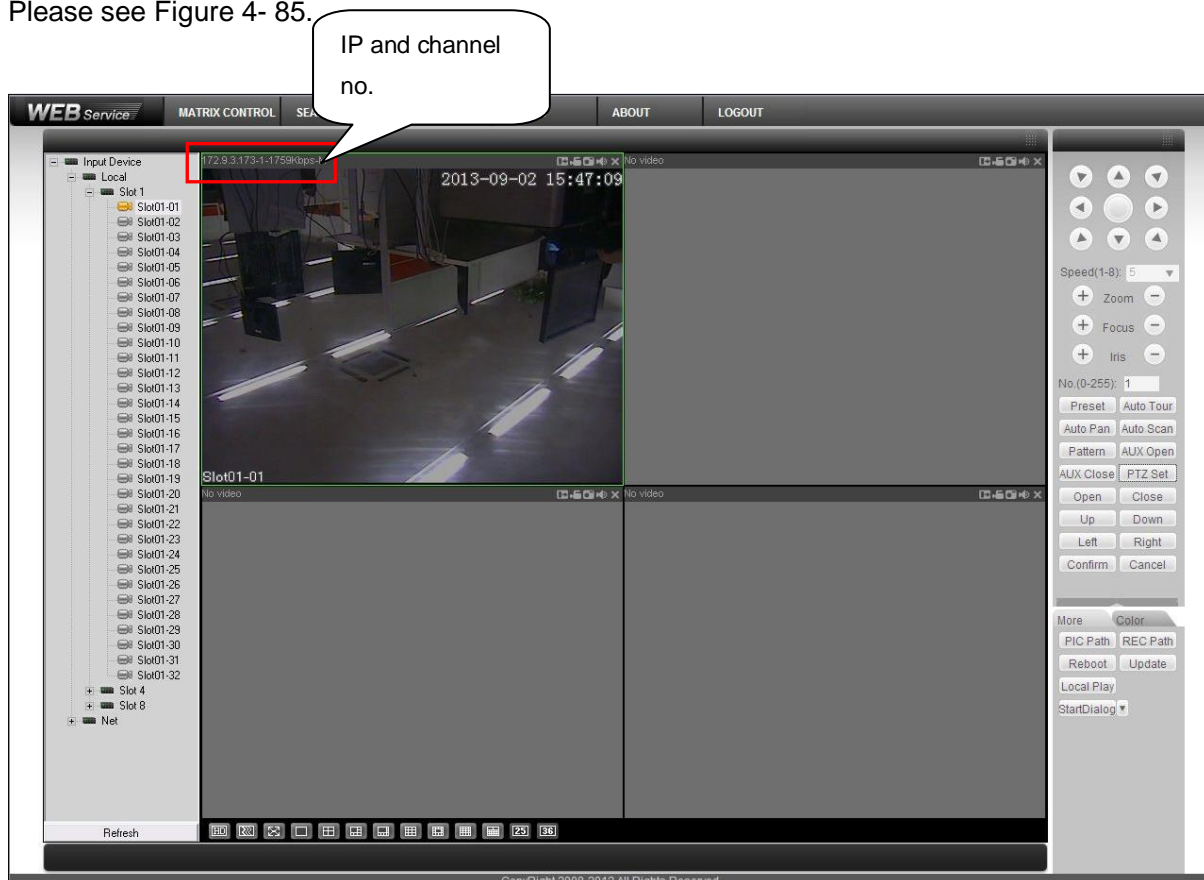 Please see Figure 4- 85.
IP and channel
no.
WEB Service
MATRIX CONTROL
ABOUT
LOGOUT
Input Device
Local
Slot 1
Slot01-01
Slot01-02
Slot01-03
Slot01-04
Slot01-05
Slot01-06
Slot01-07
Slot01-08
Slot01-09
Slot01-10
Slot01-11
Slot01-12
Slot01-13
Slot01-14
Slot01-15
Slot01-16
Slot01-17
Slot01-18
Slot01-19
Slot01-20
Slot01-21
Slot01-22
Slot01-23
Slot01-24
Slot01-25
Slot01-26
Slot01-27
Slot01-28
Slot01-29
Slot01-30
Slot01-31
Slot01-32
Slot 4
Slot 8
Net
Refresh
172.9.3.173-1-1759Kbps-
2013-09-02 15:47:09
Slot01-01
No video
No video
No video
HD
25
36
Speed(1-8): 5
+ Zoom −
+ Focus −
+ Iris −
No.(0-255): 1
Preset Auto Tour
Auto Pan Auto Scan
Pattern AUX Open
AUX Close PTZ Set
Open Close
Up Down
Left Right
Confirm Cancel
More Color
PIC Path REC Path
Reboot Update
Local Play
StartDialog
All Rights Reserved